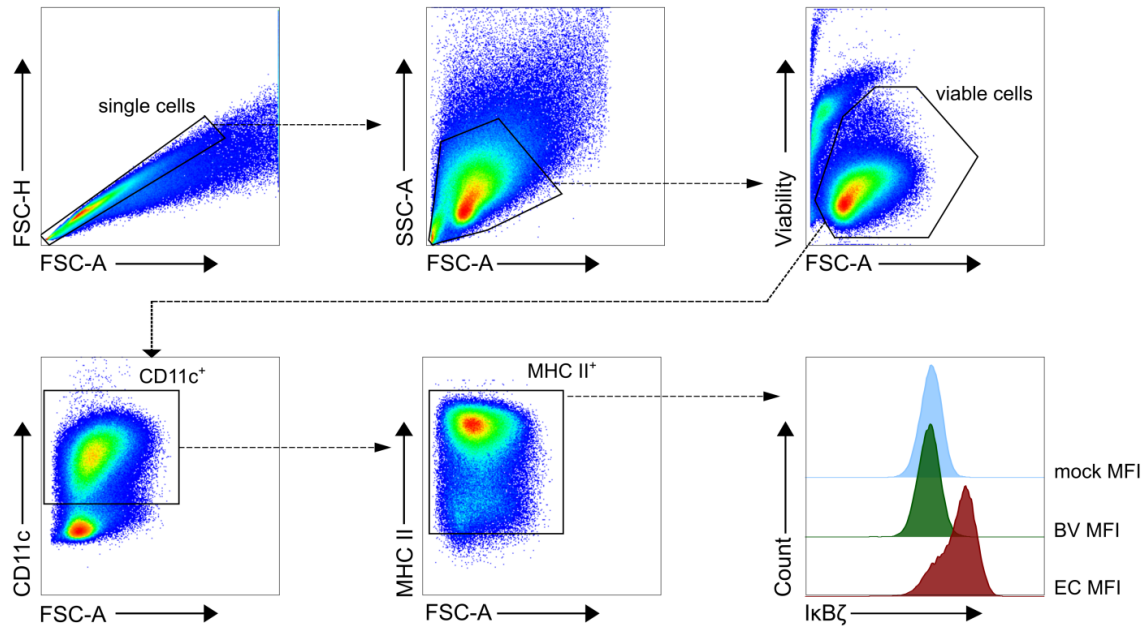 FSC-H
single cells
FSC-A
SSC-A
FSC-A
Viability
viable cells
FSC-A
CD11c
CD11c⁺
FSC-A
MHC II
MHC II⁺
FSC-A
Count
mock MFI
BV MFI
EC MFI
IκBζ